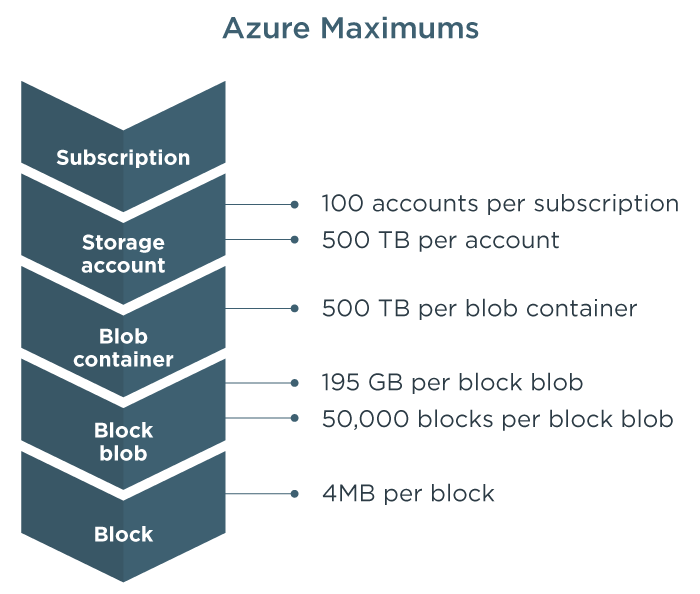 Azure Maximums
Subscription
100 accounts per subscription
Storage
account
500 TB per account
Blob
container
500 TB per blob container
195 GB per block blob
Block
blob
50,000 blocks per block blob
Block
4MB per block